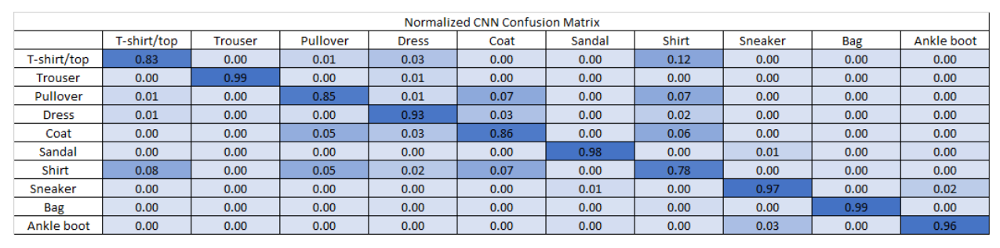 Normalized CNN Confusion Matrix
T-shirt/top Trouser Pullover Dress Coat Sandal Shirt Sneaker Bag Ankle boot
T-shirt/top 0.83 0.00 0.01 0.03 0.00 0.00 0.12 0.00 0.00 0.00
Trouser 0.00 0.99 0.00 0.01 0.00 0.00 0.00 0.00 0.00 0.00
Pullover 0.01 0.00 0.85 0.01 0.07 0.00 0.07 0.00 0.00 0.00
Dress 0.01 0.00 0.00 0.93 0.03 0.00 0.02 0.00 0.00 0.00
Coat 0.00 0.00 0.05 0.03 0.86 0.00 0.06 0.00 0.00 0.00
Sandal 0.00 0.00 0.00 0.00 0.00 0.98 0.00 0.01 0.00 0.00
Shirt 0.08 0.00 0.05 0.02 0.07 0.00 0.78 0.00 0.00 0.00
Sneaker 0.00 0.00 0.00 0.00 0.00 0.01 0.00 0.97 0.00 0.02
Bag 0.00 0.00 0.00 0.00 0.00 0.00 0.00 0.00 0.99 0.00
Ankle boot 0.00 0.00 0.00 0.00 0.00 0.00 0.00 0.03 0.00 0.96